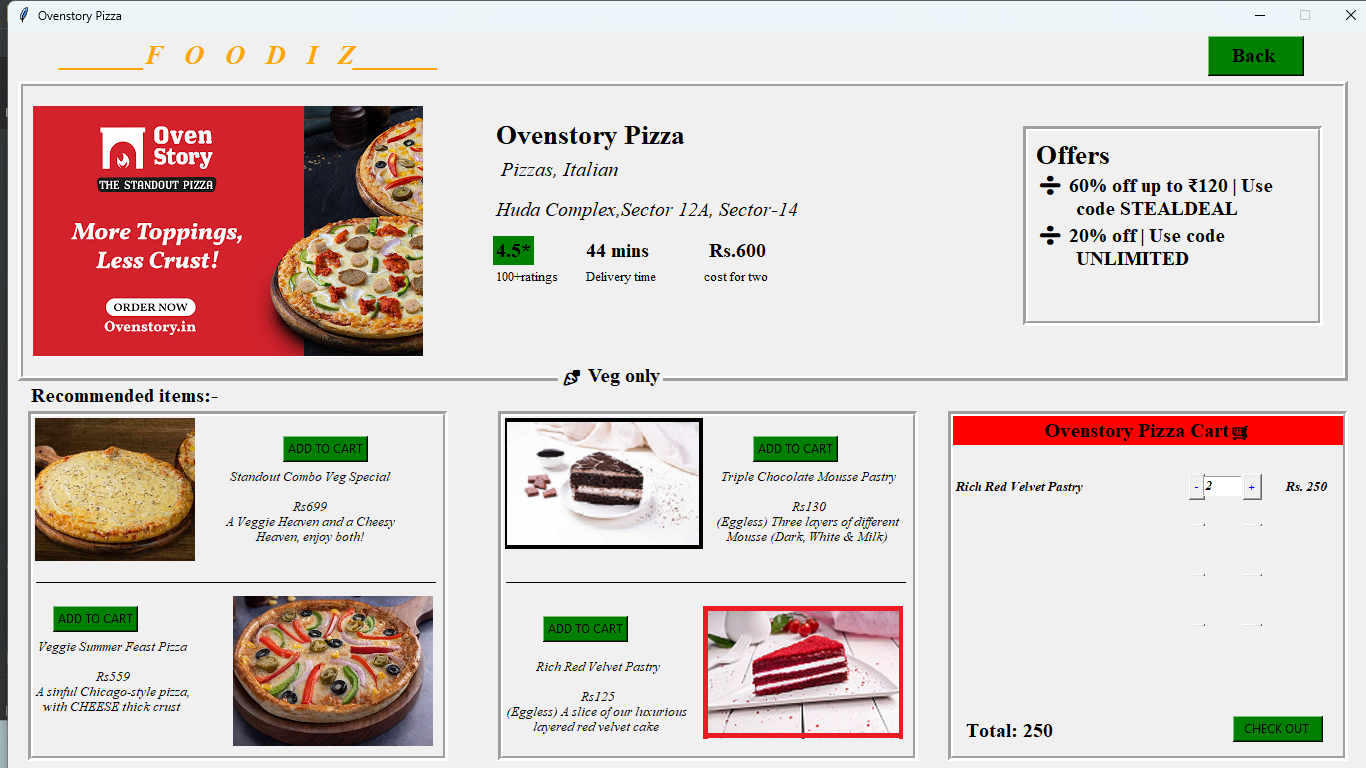 Ovenstory Pizza
F O O D I Z
Back
Oven
Story
THE STANDOUT PIZZA
More Toppings,
Less Crust!
ORDER NOW
Ovenstory.in
Ovenstory Pizza
Pizzas, Italian
Huda Complex,Sector 12A, Sector-14
4.5* 44 mins Rs.600
100+ratings Delivery time cost for two
Offers
60% off up to ₹120 | Use
code STEALDEAL
20% off | Use code
UNLIMITED
Veg only
Recommended items:-
ADD TO CART
Standout Combo Veg Special
Rs699
A Veggie Heaven and a Cheesy
Heaven, enjoy both!
ADD TO CART
Veggie Summer Feast Pizza
Rs559
A sinful Chicago-style pizza,
with CHEESE thick crust
ADD TO CART
Triple Chocolate Mousse Pastry
Rs130
(Eggless) Three layers of different
Mousse (Dark, White & Milk)
ADD TO CART
Rich Red Velvet Pastry
Rs125
(Eggless) A slice of our luxurious
layered red velvet cake
Ovenstory Pizza Cart
Rich Red Velvet Pastry - 2 + Rs. 250
Total: 250
CHECK OUT